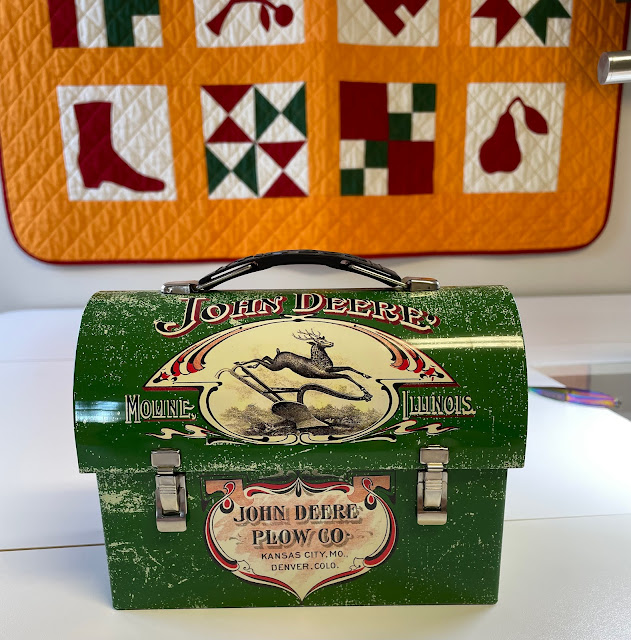 JOHN DEERE,
MOLINE, ILLINOIS.
JOHN DEERE
PLOW CO.
KANSAS CITY, MO.,
DENVER, COLO.